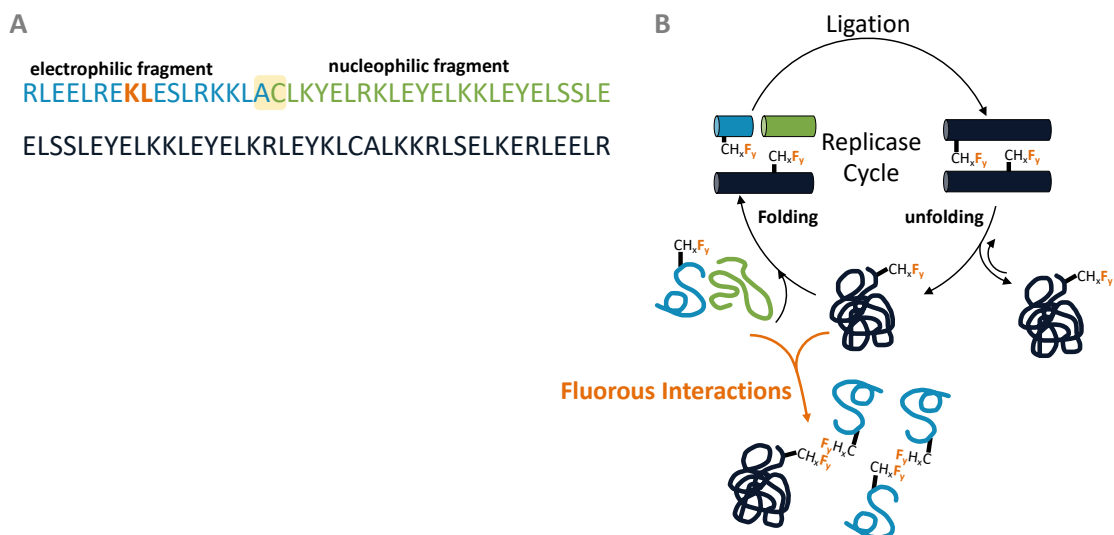 A
electrophilic fragment
nucleophilic fragment
RLEELREKLESLRKKLACLKYELRKLEYELKKLEYELSSLE
ELSSLEYELKKLEYELKRLEYKLCALKKRLSELKERLEELR
B
Ligation
CHxFy
CHxFy
Replicase
Cycle
CHxFy
CHxFy
Folding
unfolding
CHxFy
CHxFy
CHxFy
Fluorous Interactions
CHxFy
FyHxC
CHxFy
FyHxC